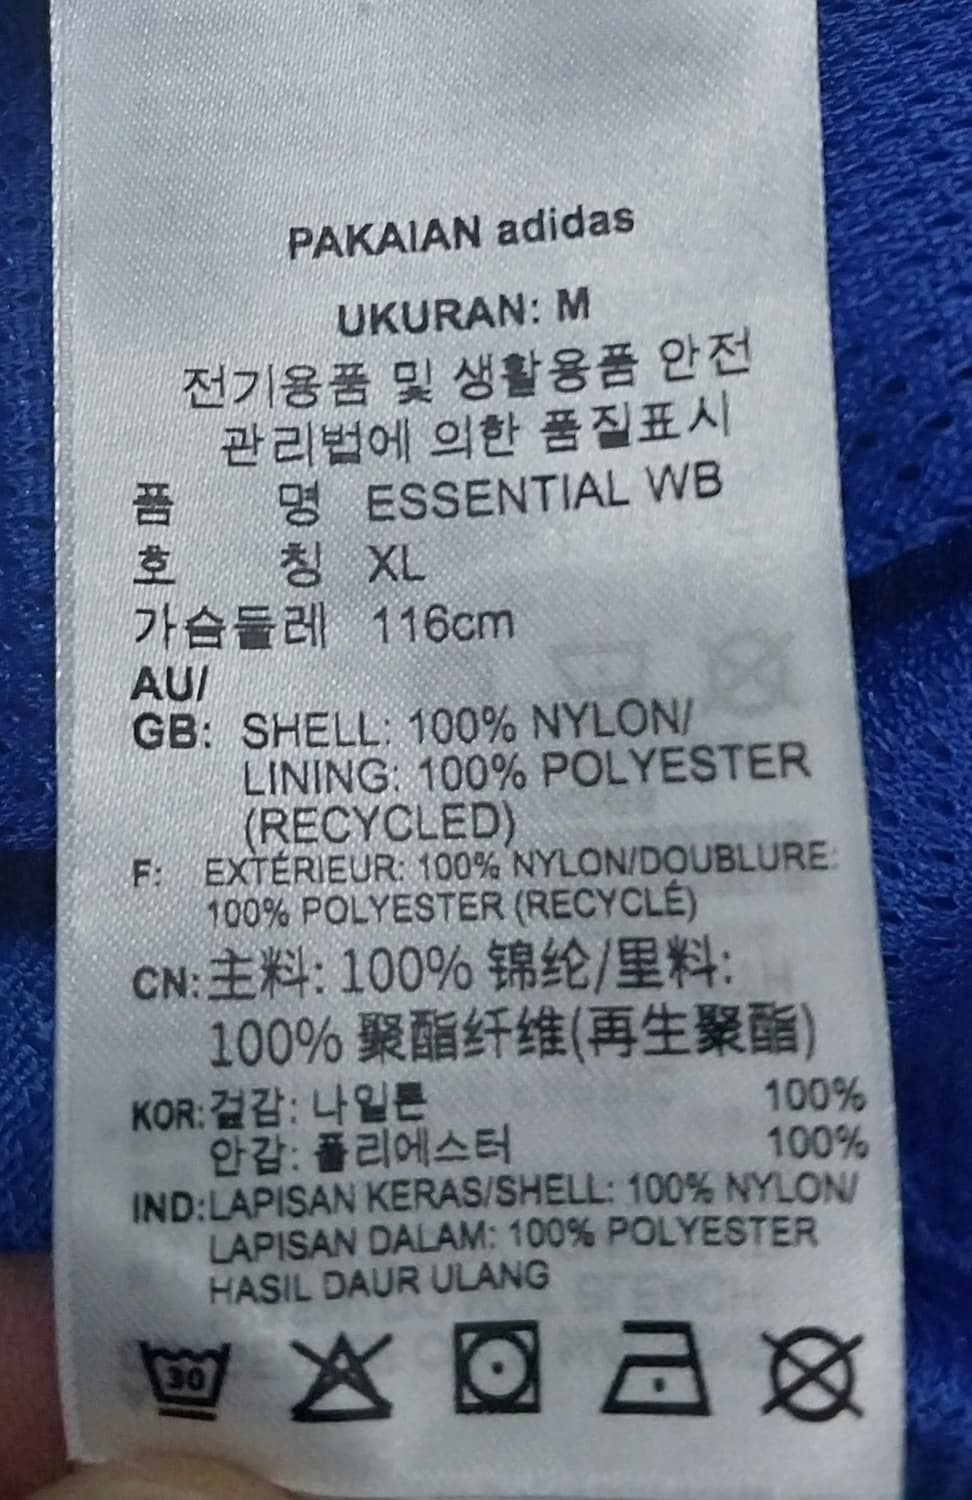 PAKAIAN adidas
UKURAN: M
전기용품 및 생활용품 안전
관리법에 의한 품질표시
품 명 ESSENTIAL WB
호 칭 XL
가슴둘레 116cm
AU/
GB: SHELL: 100% NYLON/
LINING: 100% POLYESTER
(RECYCLED)
F: EXTÉRIEUR: 100% NYLON/DOUBLURE:
100% POLYESTER (RECYCLÉ)
CN: 主料: 100% 锦纶/里料:
100% 聚酯纤维(再生聚酯)
KOR: 겉감: 나일론 100%
안감: 폴리에스터 100%
IND: LAPISAN KERAS/SHELL: 100% NYLON/
LAPISAN DALAM: 100% POLYESTER
HASIL DAUR ULANG
30